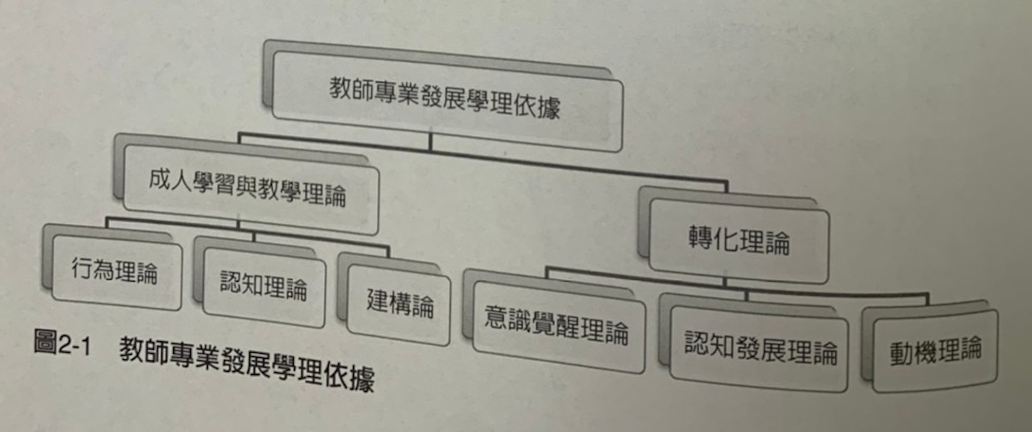 教師專業發展學理依據
成人學習與教學理論
轉化理論
行為理論
認知理論
建構論
意識覺醒理論
認知發展理論
動機理論
圖2-1 教師專業發展學理依據